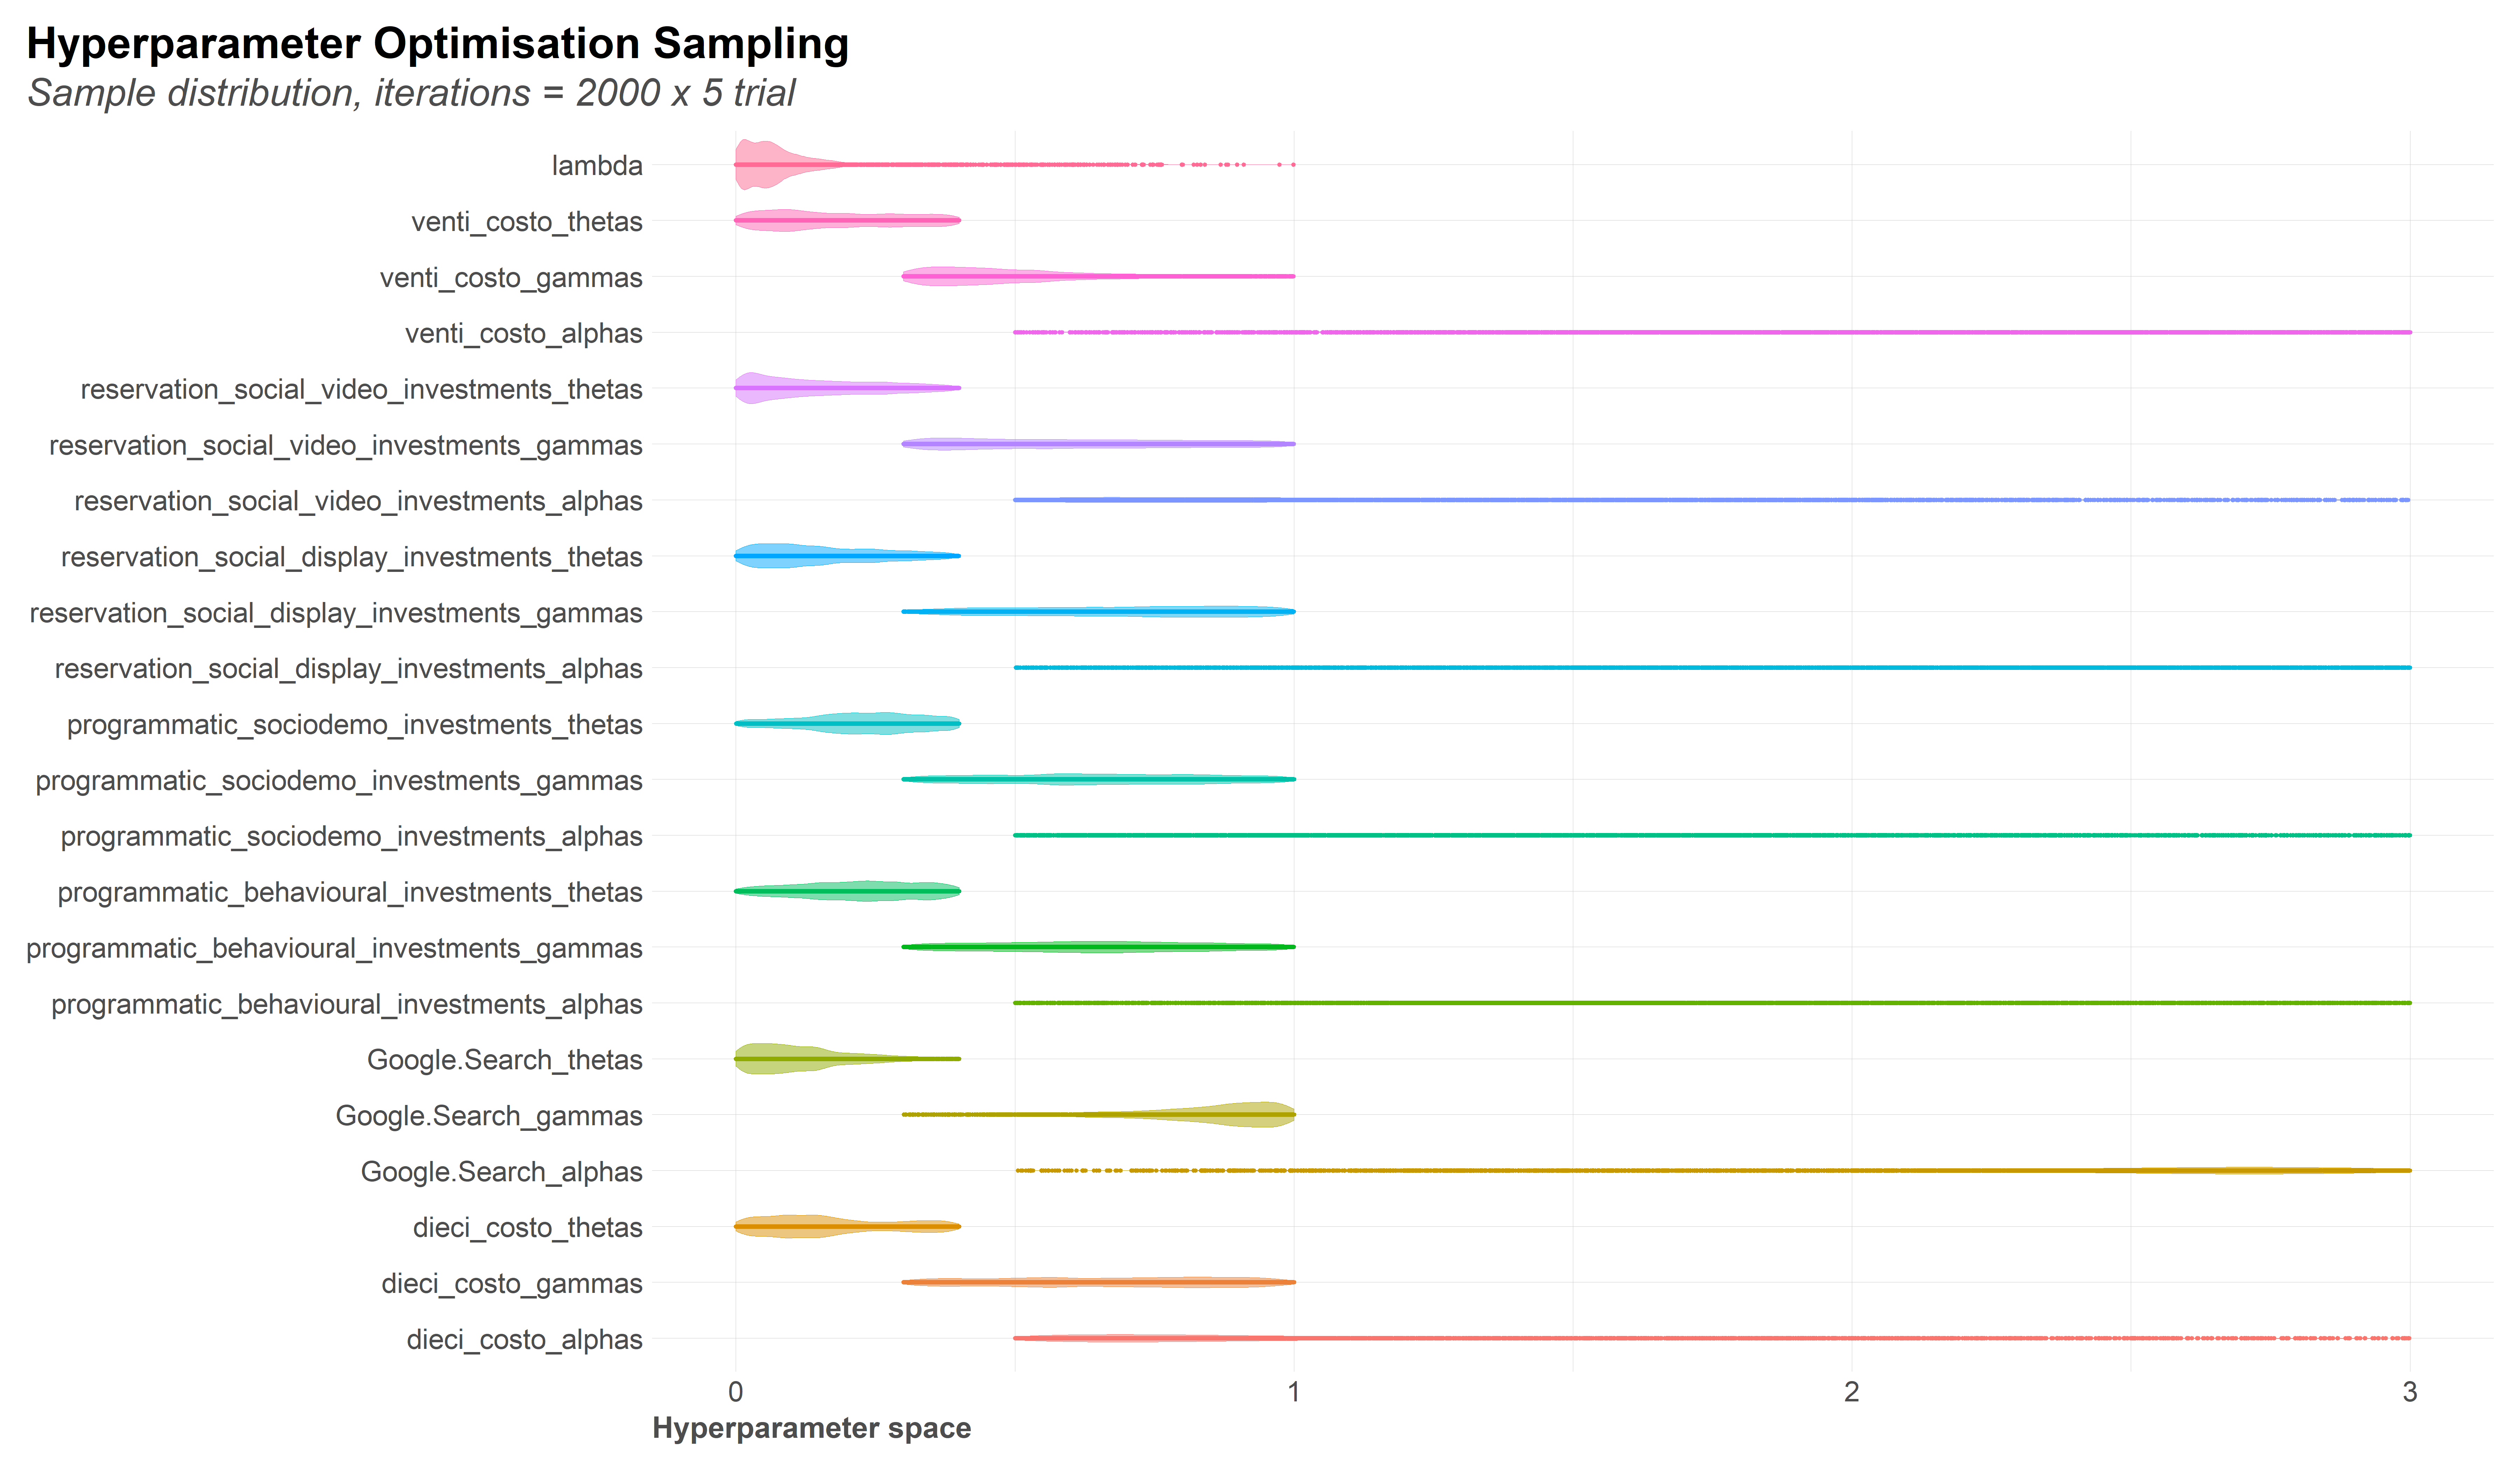 Hyperparameter Optimisation Sampling
Sample distribution, iterations = 2000 x 5 trial
lambda
venti_costo_thetas
venti_costo_gammas
venti_costo_alphas
reservation_social_video_investments_thetas
reservation_social_video_investments_gammas
reservation_social_video_investments_alphas
reservation_social_display_investments_thetas
reservation_social_display_investments_gammas
reservation_social_display_investments_alphas
programmatic_sociodemo_investments_thetas
programmatic_sociodemo_investments_gammas
programmatic_sociodemo_investments_alphas
programmatic_behavioural_investments_thetas
programmatic_behavioural_investments_gammas
programmatic_behavioural_investments_alphas
Google.Search_thetas
Google.Search_gammas
Google.Search_alphas
dieci_costo_thetas
dieci_costo_gammas
dieci_costo_alphas
0 1 2 3
Hyperparameter space